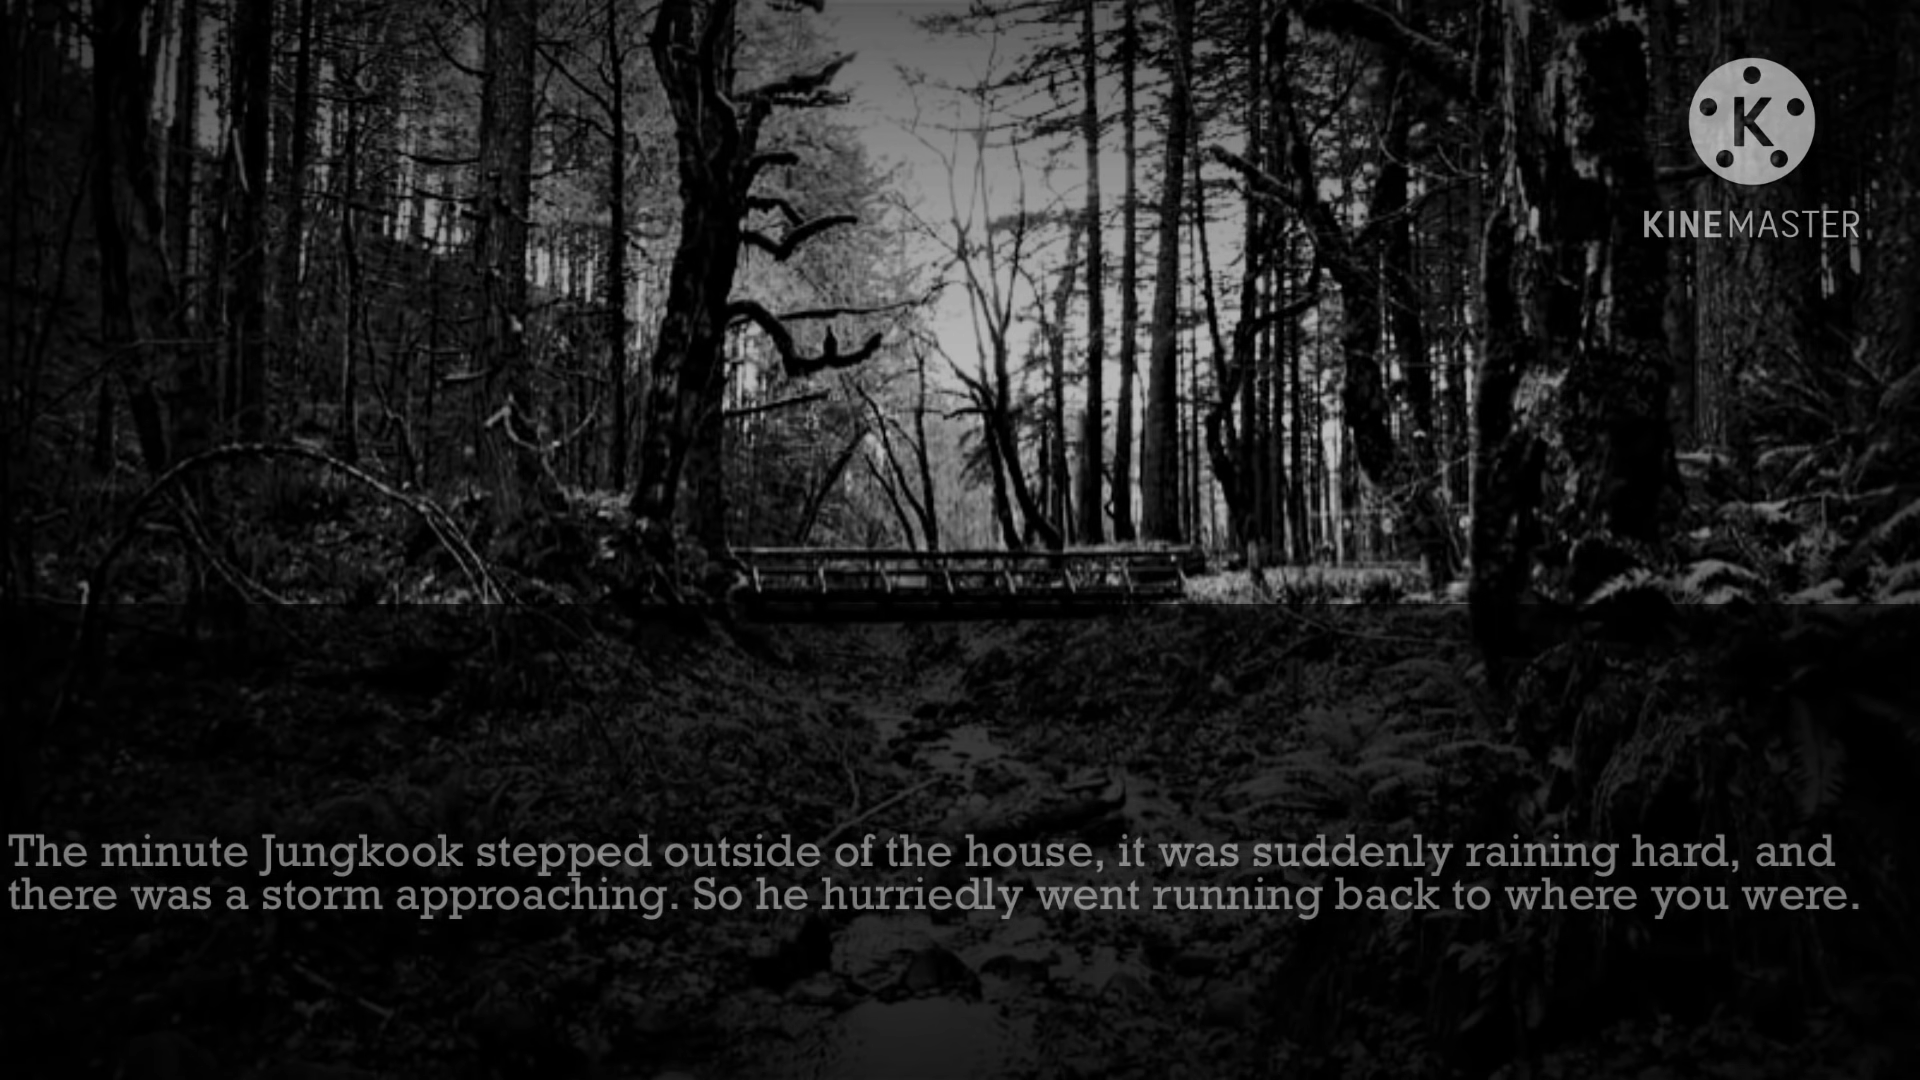 K
KINEMASTER
The minute Jungkook stepped outside of the house, it was suddenly raining hard, and
there was a storm approaching. So he hurriedly went running back to where you were.